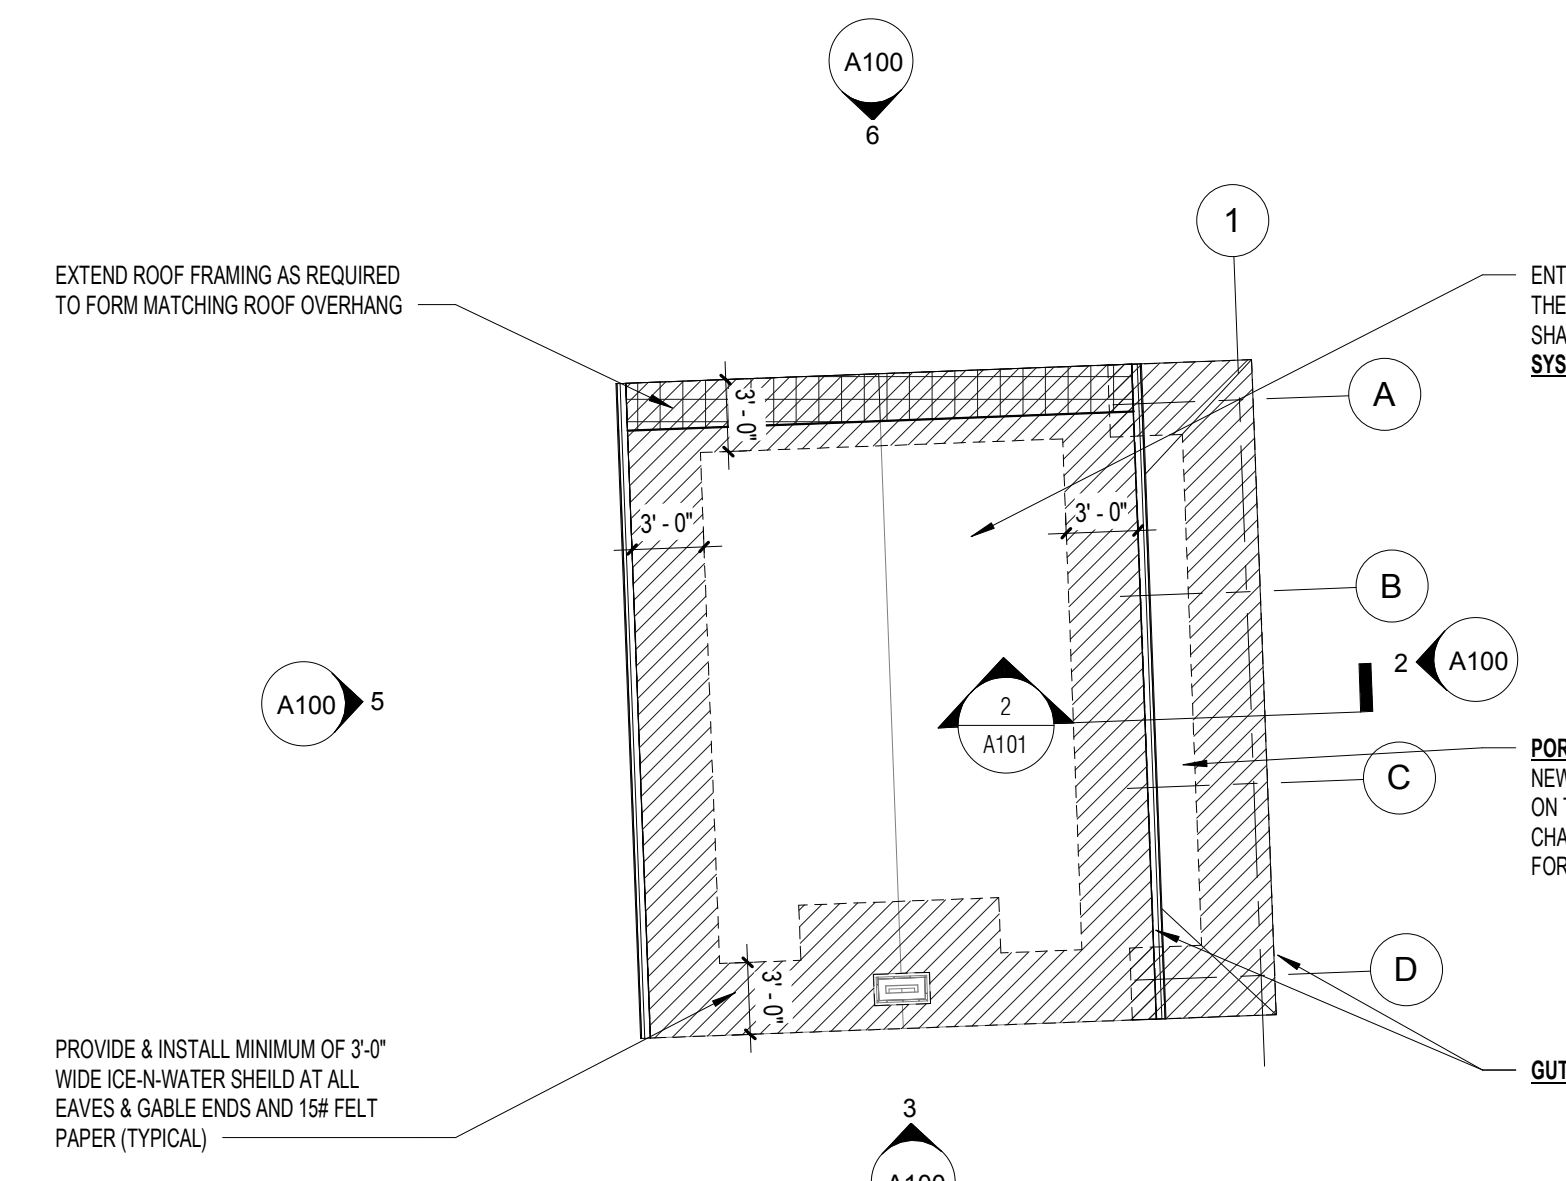 A100
6
1
EXTEND ROOF FRAMING AS REQUIRED
TO FORM MATCHING ROOF OVERHANG
ENT
THE
SHA
SYS
A
3' - 0"
3' - 0"
3' - 0"
B
2
A100
A100
5
2
A101
C
POR
NEW
ON T
CHA
FOR
D
3' - 0"
PROVIDE & INSTALL MINIMUM OF 3'-0"
WIDE ICE-N-WATER SHEILD AT ALL
EAVES & GABLE ENDS AND 15# FELT
PAPER (TYPICAL)
GUT
3
A100